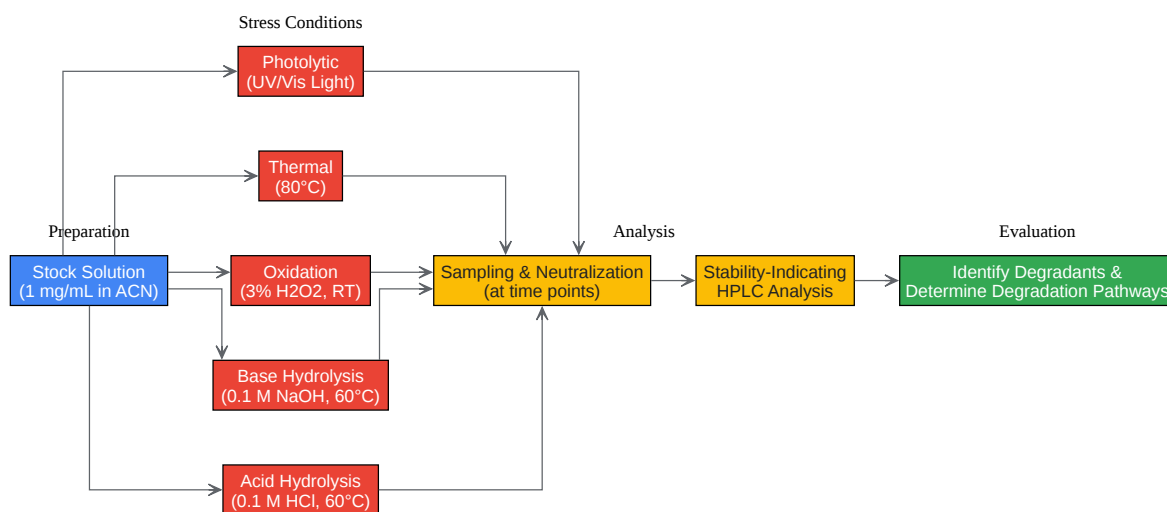 Stress Conditions
Photolytic
(UV/Vis Light)
Thermal
(80°C)
Preparation
Stock Solution
(1 mg/mL in ACN)
Oxidation
(3% H2O2, RT)
Base Hydrolysis
(0.1 M NaOH, 60°C)
Acid Hydrolysis
(0.1 M HCl, 60°C)
Sampling & Neutralization
(at time points)
Analysis
Stability-Indicating
HPLC Analysis
Evaluation
Identify Degradants &
Determine Degradation Pathways